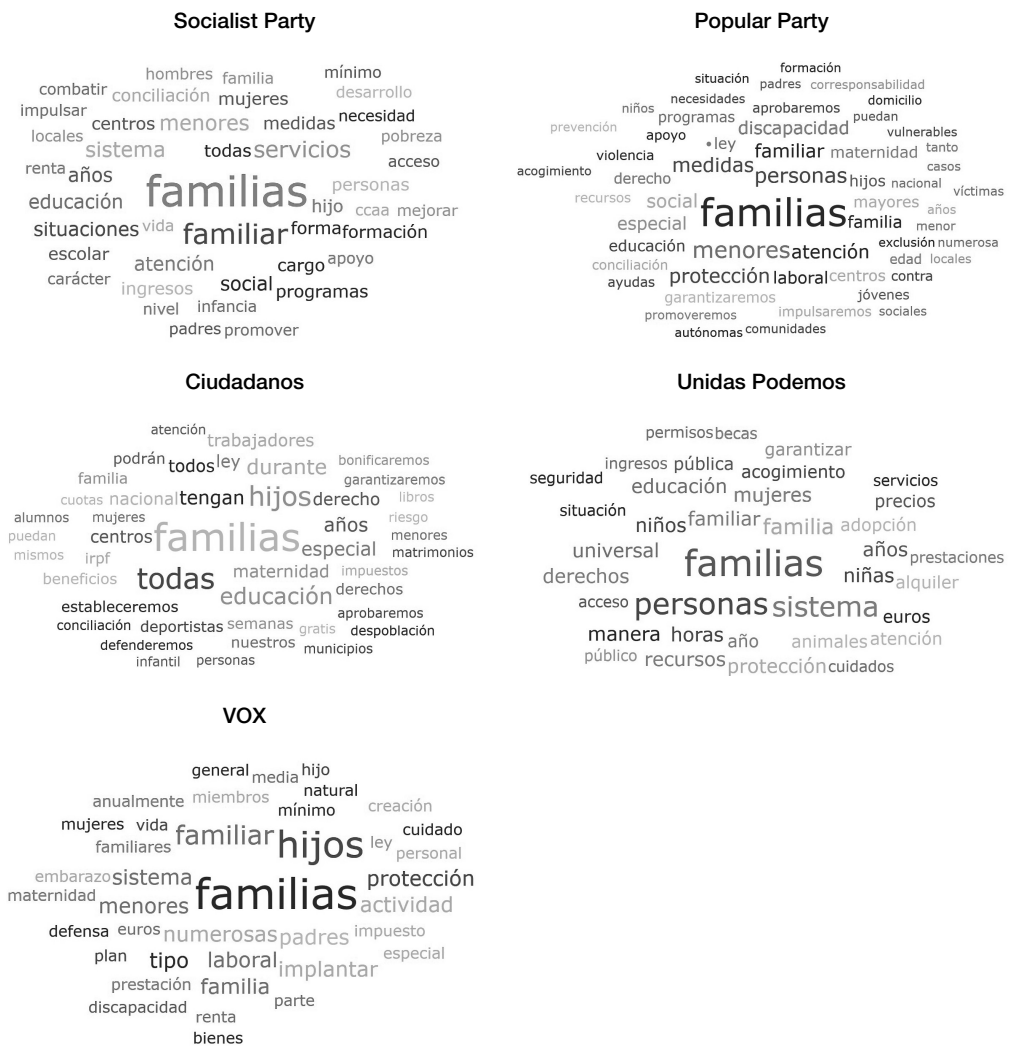 Socialist Party
hombres familia mínimo
combatir conciliación mujeres desarrollo
impulsar centros menores medidas necesidad
locales sistema todas servicios pobreza
renta años familias personas acceso
educación hijo ccaa mejorar
situaciones vida familiar forma formación
escolar atención cargo apoyo
carácter ingresos social programas
nivel infancia
padres promover
Popular Party
formación
situación padres corresponsabilidad
niños necesidades aprobaremos domicilio
prevención programas discapacidad puedan
apoyo •ley vulnerables
violencia familiar maternidad tanto
acogimiento medidas personas casos
derecho hijos nacional víctimas
recursos social familias mayores años
especial familia menor
educación menores atención exclusión numerosa
conciliación edad locales
ayudas protección laboral centros contra
garantizaremos jóvenes
promoveremos impulsaremos sociales
autónomas comunidades
Ciudadanos
atención trabajadores
podrán todos ley durante bonificaremos
familia garantizaremos
cuotas nacional tengan hijos derecho libros
alumnos mujeres años riesgo
puedan centros familias menores
mismos irpf especial matrimonios
beneficios todas maternidad impuestos
educación derechos
estableceremos aprobaremos
conciliación deportistas semanas gratis despoblación
defenderemos nuestros municipios
infantil personas
Unidas Podemos
permisos becas
garantizar
seguridad ingresos pública acogimiento servicios
educación mujeres precios
situación niños familiar familia adopción
universal familias años prestaciones
derechos niñas alquiler
acceso personas sistema euros
manera horas año animales atención
público recursos protección cuidados
VOX
general media hijo
anualmente miembros natural
mínimo creación
mujeres vida familiar hijos cuidado
familiares ley personal
embarazo sistema protección
maternidad menores familias actividad
defensa euros numerosas padres impuesto
plan tipo laboral implantar especial
prestación familia
discapacidad parte
renta
bienes